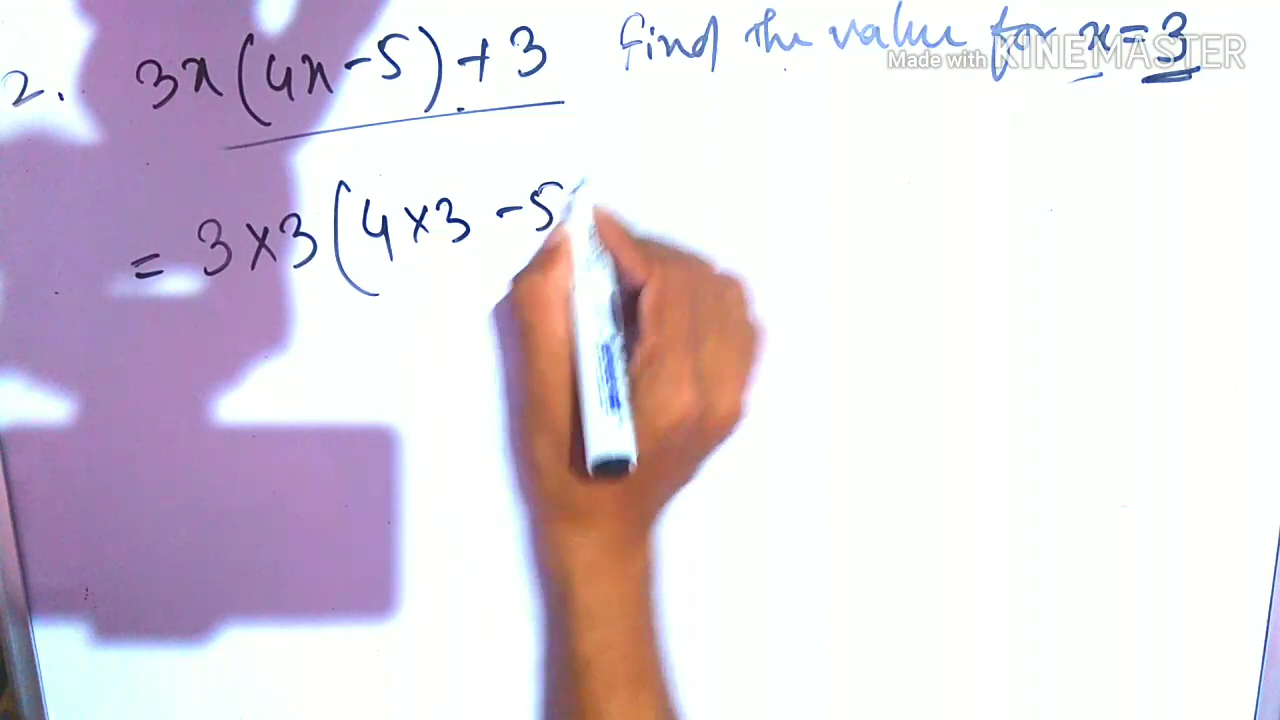 2. 3x(4x-5)+3 find the value for x=3
Made with KINEMASTER
= 3×3(4×3-5